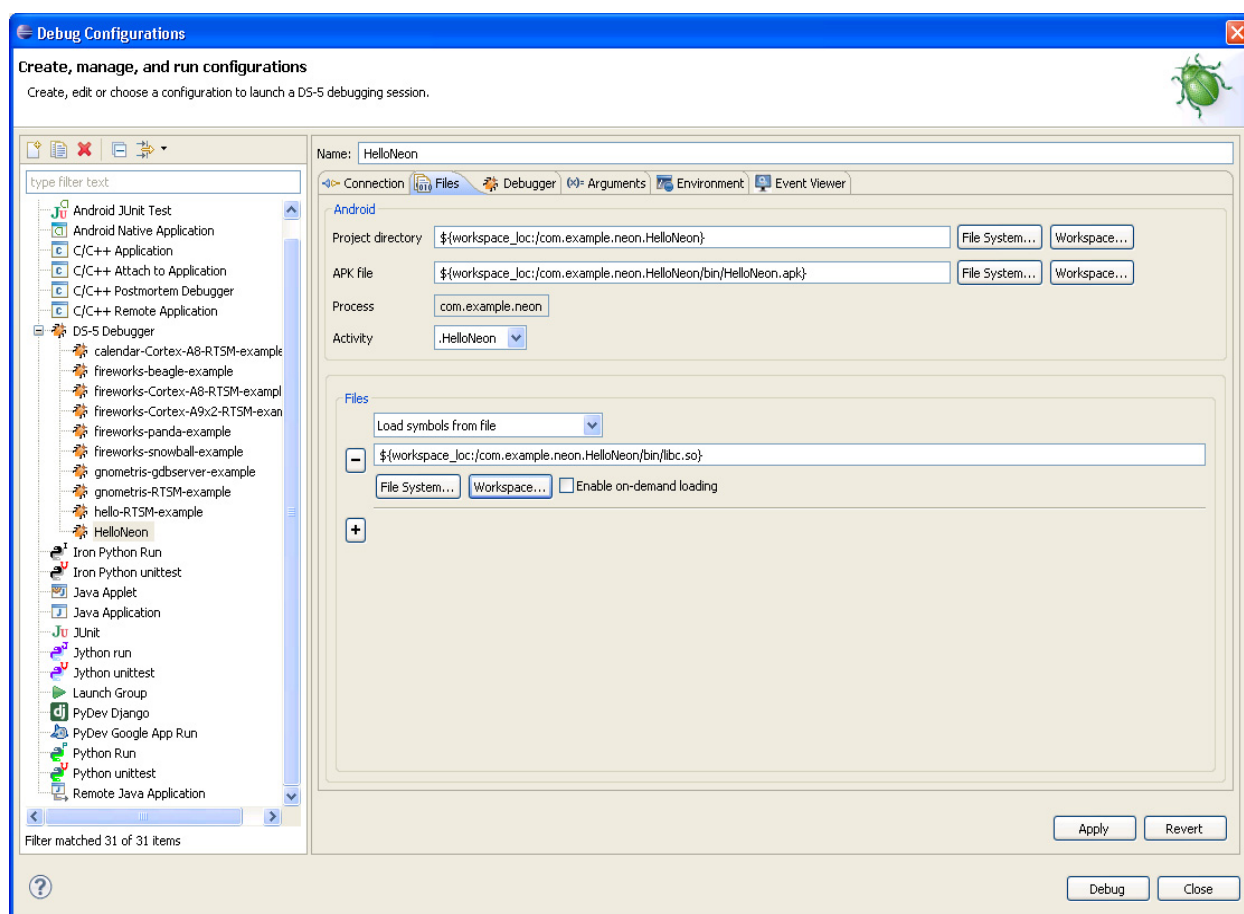 Debug Configurations
Create, manage, and run configurations
Create, edit or choose a configuration to launch a DS-5 debugging session.
type filter text
Android JUnit Test
Android Native Application
C/C++ Application
C/C++ Attach to Application
C/C++ Postmortem Debugger
C/C++ Remote Application
DS-5 Debugger
calendar-Cortex-A8-RTSM-example
fireworks-beagle-example
fireworks-Cortex-A8-RTSM-exampl
fireworks-Cortex-A9x2-RTSM-exan
fireworks-panda-example
fireworks-snowball-example
gnometris-gdbserver-example
gnometris-RTSM-example
hello-RTSM-example
HelloNeon
Iron Python Run
Iron Python unittest
Java Applet
Java Application
JUnit
Jython run
Jython unittest
Launch Group
PyDev Django
PyDev Google App Run
Python Run
Python unittest
Remote Java Application
Filter matched 31 of 31 items
Name: HelloNeon
Connection Files Debugger (x)= Arguments Environment Event Viewer
Android
Project directory ${workspace_loc:/com.example.neon.HelloNeon} File System... Workspace...
APK file ${workspace_loc:/com.example.neon.HelloNeon/bin/HelloNeon.apk} File System... Workspace...
Process com.example.neon
Activity .HelloNeon
Files
Load symbols from file
${workspace_loc:/com.example.neon.HelloNeon/bin/libc.so}
File System... Workspace... Enable on-demand loading
Apply Revert
Debug Close